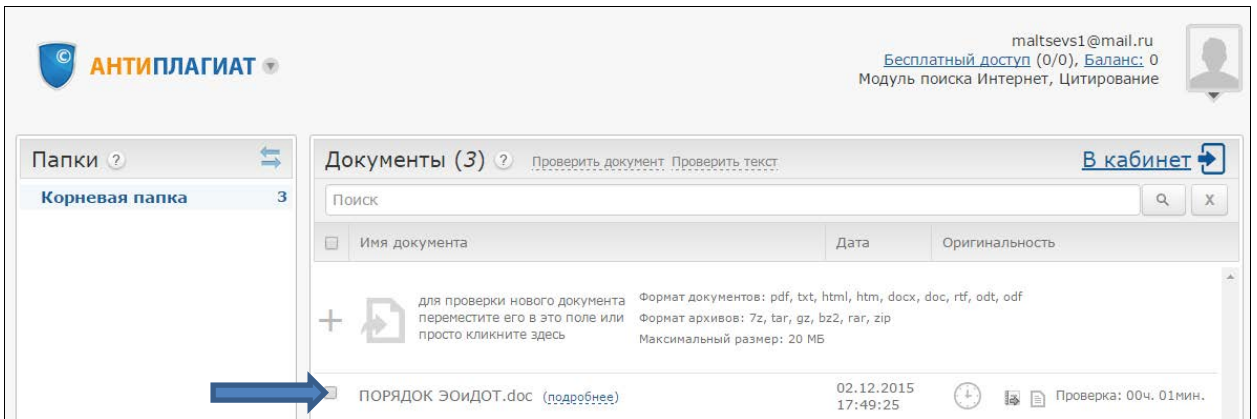 maltsevs1@mail.ru
© АНТИПЛАГИАТ
Бесплатный доступ (0/0), Баланс: 0
Модуль поиска Интернет, Цитирование
Папки ?
Документы (3) ? Проверить документ Проверить текст В кабинет
Корневая папка 3
Поиск X
Имя документа Дата Оригинальность
для проверки нового документа
переместите его в это поле или
просто кликните здесь
Формат документов: pdf, txt, html, htm, docx, doc, rtf, odt, odf
Формат архивов: 7z, tar, gz, bz2, rar, zip
Максимальный размер: 20 МБ
ПОРЯДОК ЭОиДОТ.doc (подробнее) 02.12.2015
17:49:25
Проверка: 00ч. 01мин.